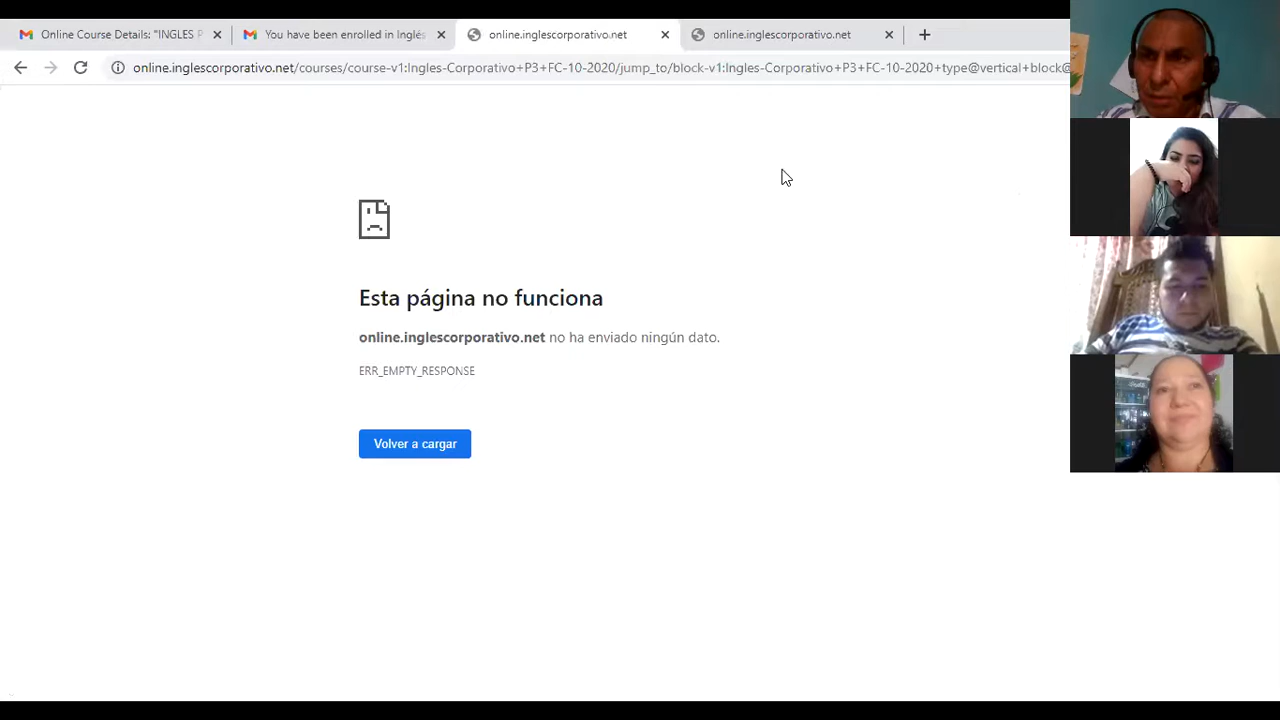 Online Course Details: "INGLES P
You have been enrolled in Inglés
online.inglescorporativo.net
online.inglescorporativo.net
online.inglescorporativo.net/courses/course-v1:Ingles-Corporativo+P3+FC-10-2020/jump_to/block-v1:Ingles-Corporativo+P3+FC-10-2020+type@vertical+block@
Esta página no funciona
online.inglescorporativo.net no ha enviado ningún dato.
ERR_EMPTY_RESPONSE
Volver a cargar